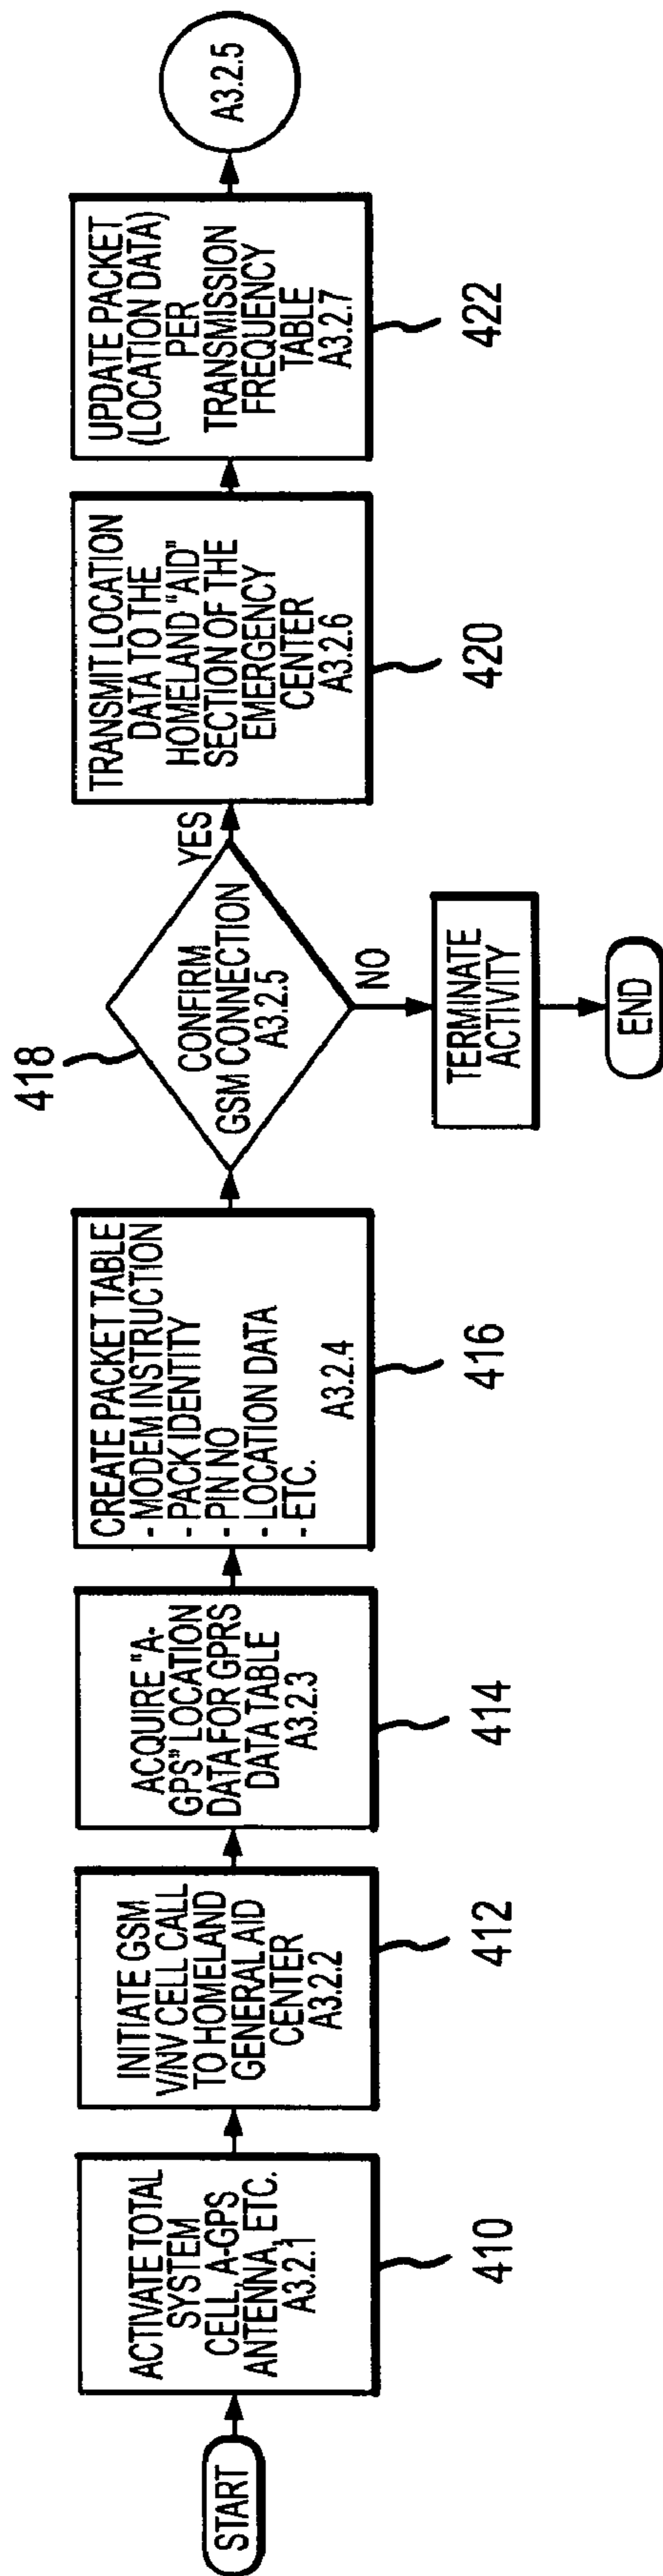 START
ACTIVATE TOTAL
SYSTEM
CELL, A-GPS
ANTENNA, ETC.
A3.2.1
410
INITIATE GSM
V/NV CELL CALL
TO HOMELAND
GENERAL AID
CENTER
A3.2.2
412
ACQUIRE "A-
GPS" LOCATION
DATA FOR GPRS
DATA TABLE
A3.2.3
414
CREATE PACKET TABLE
- MODEM INSTRUCTION
- PACK IDENTITY
- PIN NO
- LOCATION DATA
- ETC.
A3.2.4
416
418
CONFIRM
GSM CONNECTION
A3.2.5
YES
NO
TERMINATE
ACTIVITY
END
TRANSMIT LOCATION
DATA TO THE
HOMELAND "AID"
SECTION OF THE
EMERGENCY
CENTER
A3.2.6
420
UPDATE PACKET
(LOCATION DATA)
PER
TRANSMISSION
FREQUENCY
TABLE
A3.2.7
422
A3.2.5